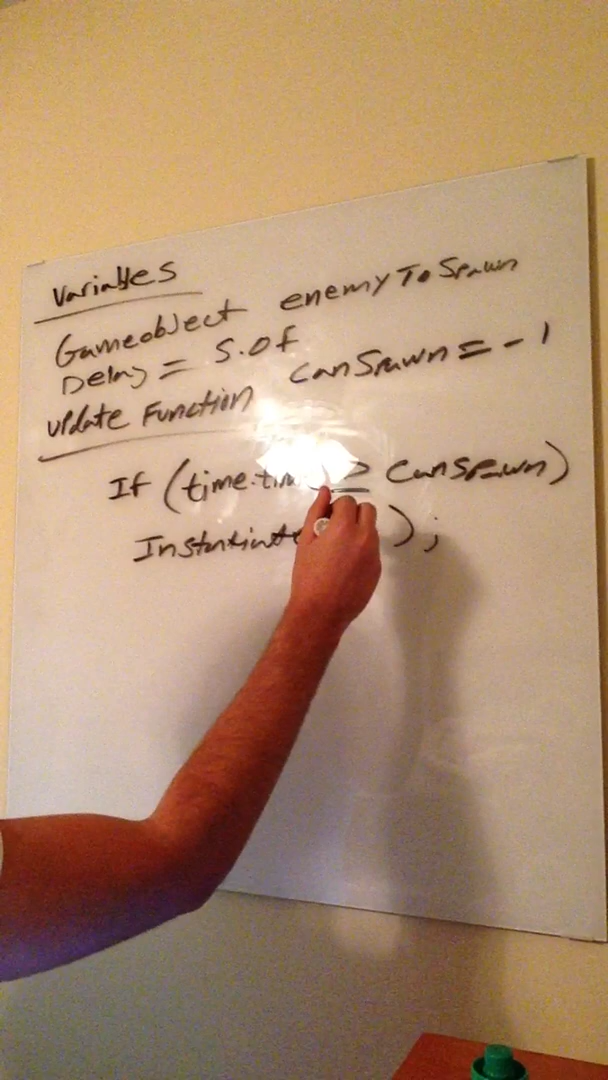 Variables
Gameobject enemyToSpawn
Delay = 5.0f
canSpawn = -1
Update Function
If (time.tim ≥ canSpawn)
Instantiate );